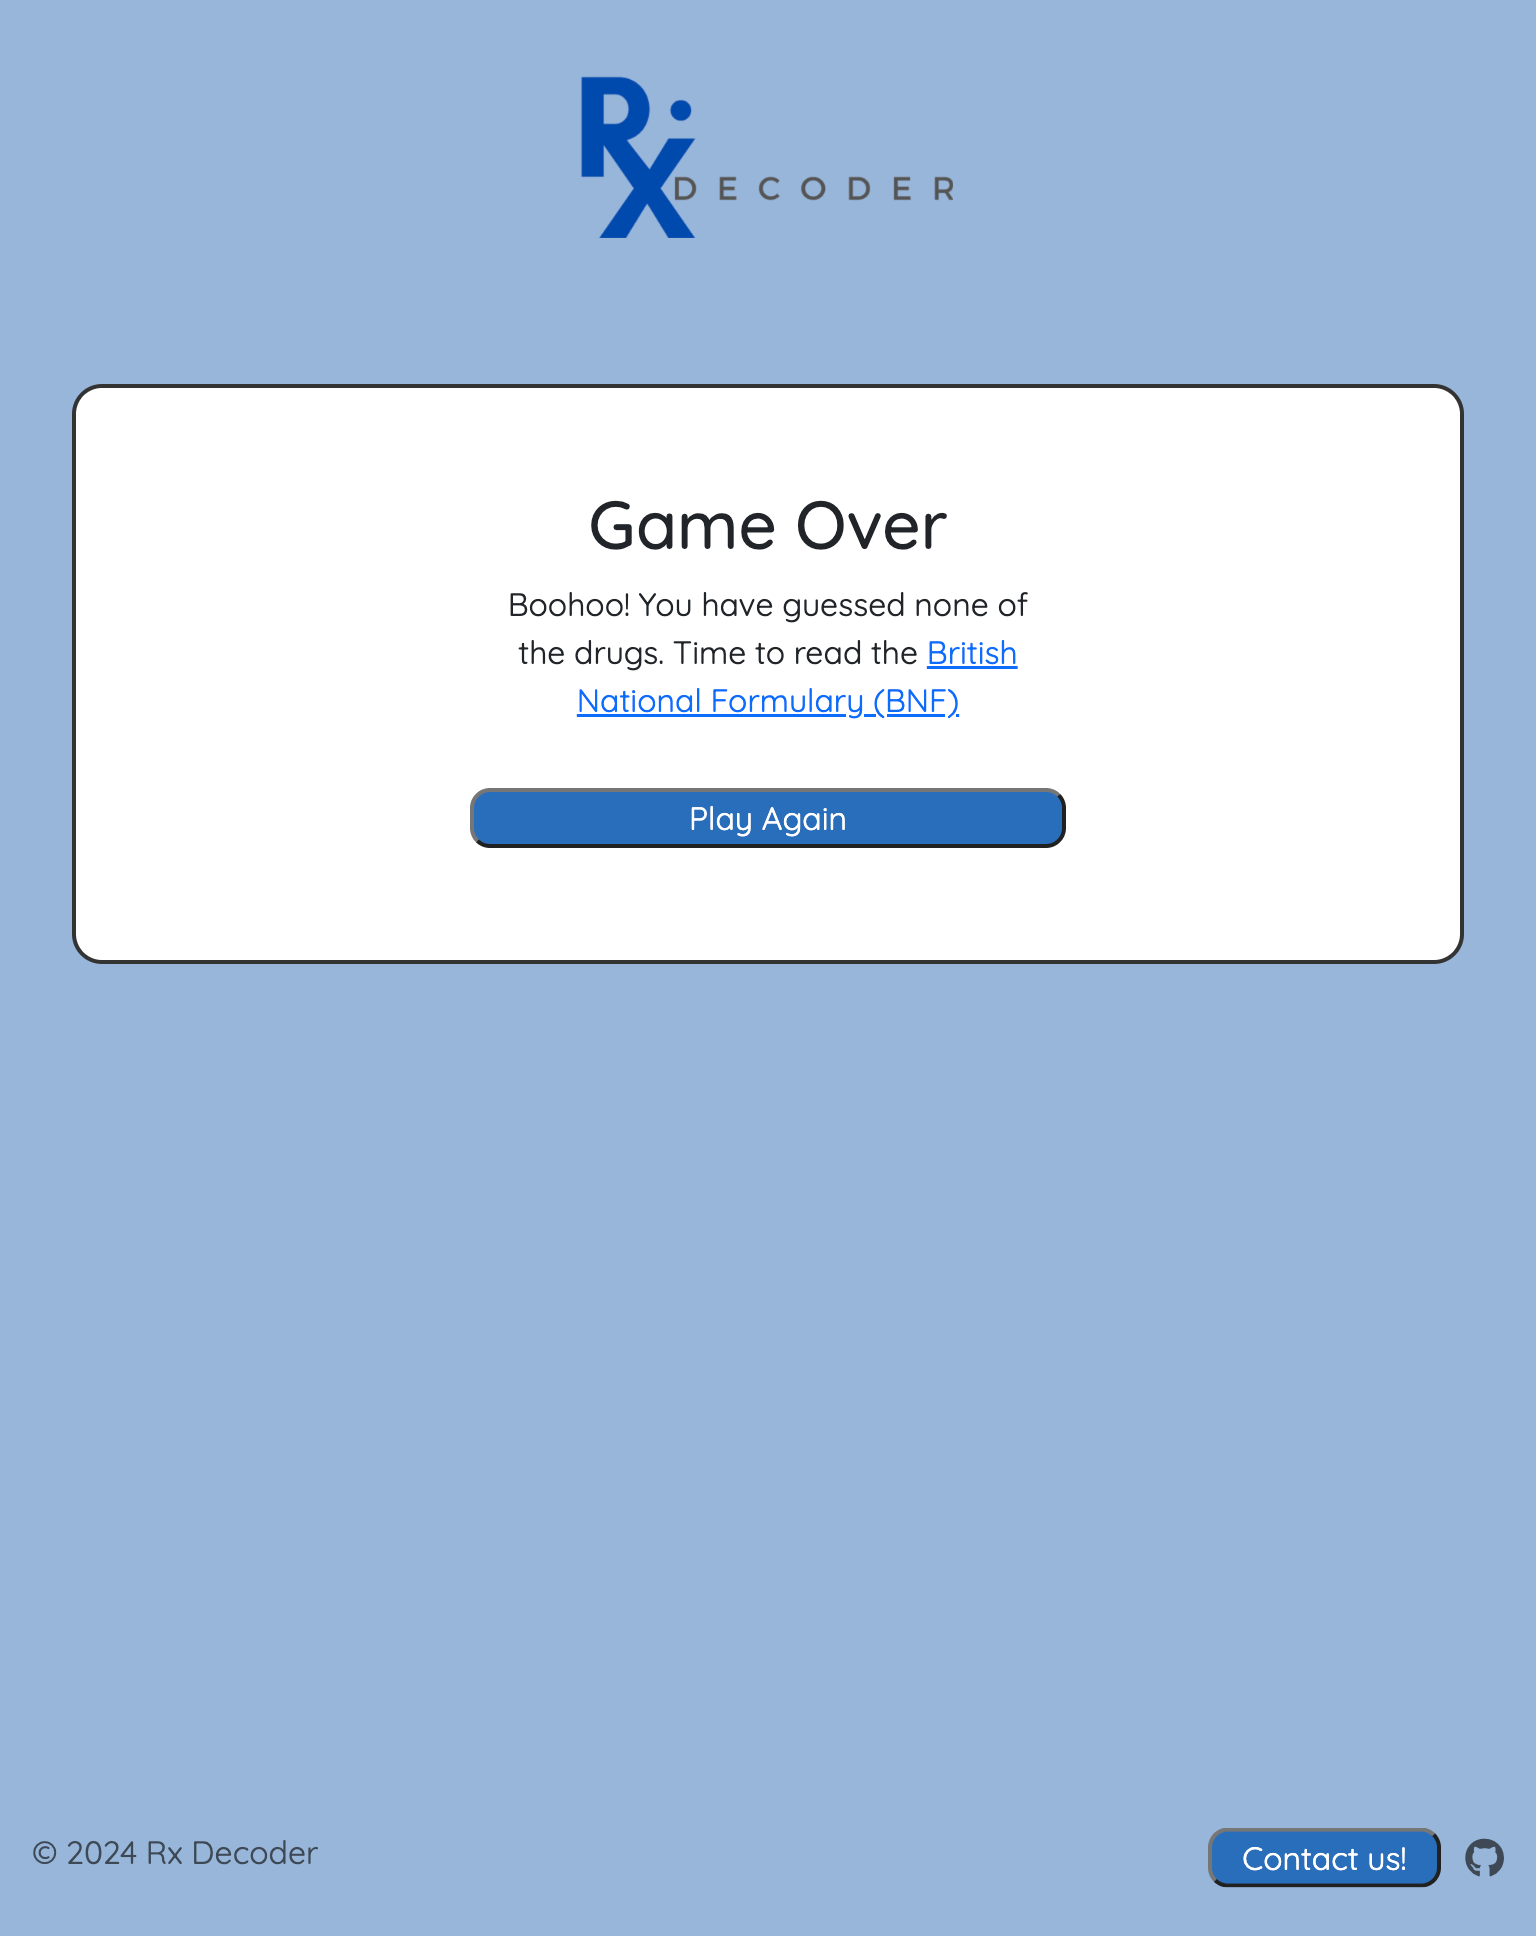 Rx DECODER
Game Over
Boohoo! You have guessed none of
the drugs. Time to read the British
National Formulary (BNF)
Play Again
© 2024 Rx Decoder
Contact us!